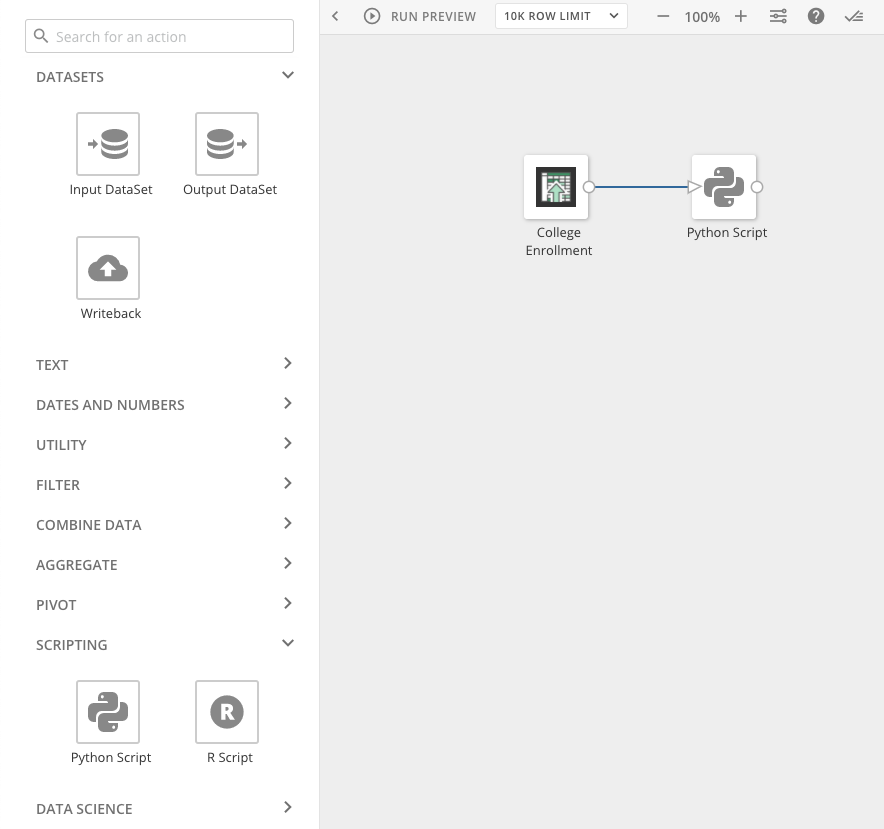 Search for an action
RUN PREVIEW
10K ROW LIMIT
100%
DATASETS
Input DataSet
Output DataSet
Writeback
TEXT
DATES AND NUMBERS
UTILITY
FILTER
COMBINE DATA
AGGREGATE
PIVOT
SCRIPTING
Python Script
R Script
DATA SCIENCE
College
Enrollment
Python Script